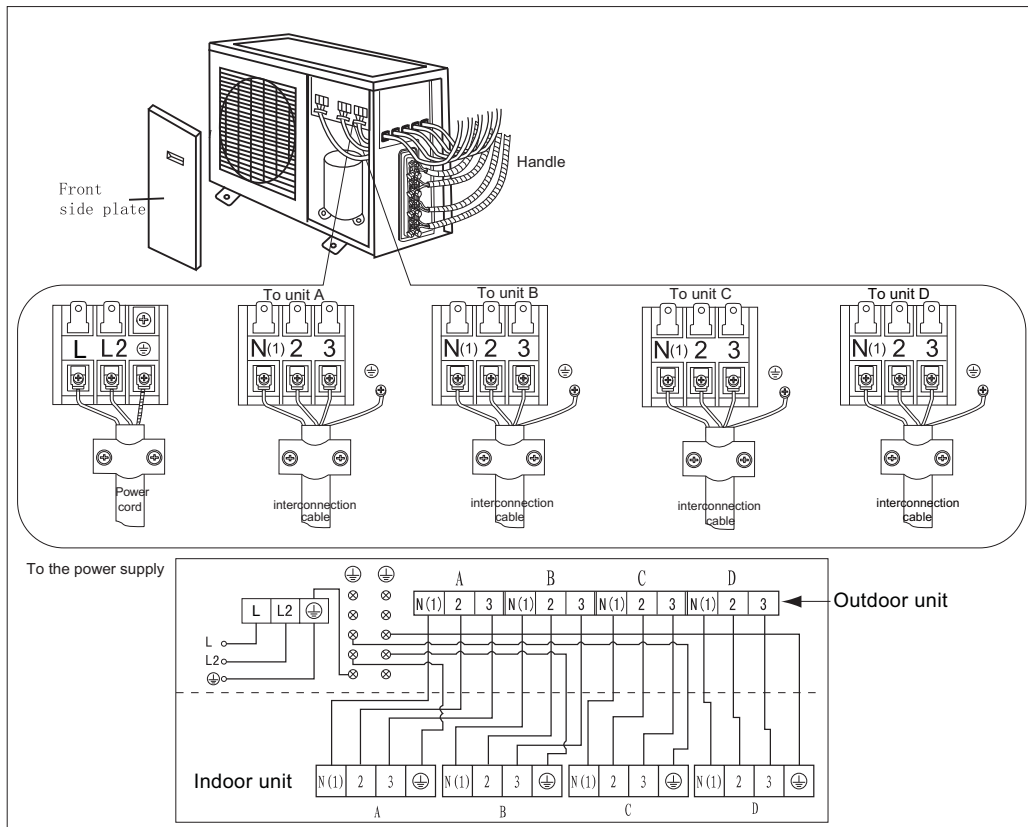 Handle
Front
side plate
To unit A
To unit B
To unit C
To unit D
L L2 ⏚
N(1) 2 3 ⏚
N(1) 2 3 ⏚
N(1) 2 3 ⏚
N(1) 2 3 ⏚
Power
cord
interconnection
cable
interconnection
cable
interconnection
cable
interconnection
cable
To the power supply
A B C D
L L2 ⏚
N(1) 2 3 N(1) 2 3 N(1) 2 3 N(1) 2 3
Outdoor unit
L
L2
⏚
Indoor unit
N(1) 2 3 ⏚ N(1) 2 3 ⏚ N(1) 2 3 ⏚ N(1) 2 3 ⏚
A B C D